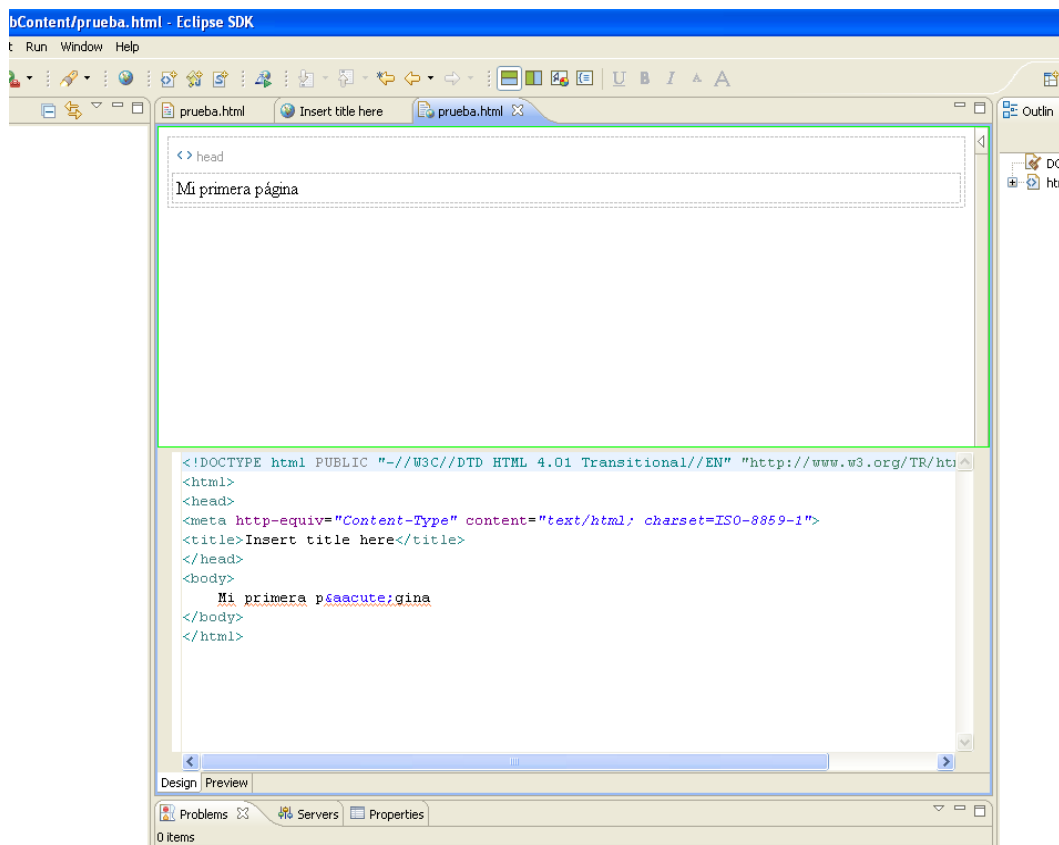 bContent/prueba.html - Eclipse SDK
t Run Window Help
U B I A A
prueba.html Insert title here prueba.html Outlin
head
Mi primera página
DO
ht
<!DOCTYPE html PUBLIC "-//W3C//DTD HTML 4.01 Transitional//EN" "http://www.w3.org/TR/ht
<html>
<head>
<meta http-equiv="Content-Type" content="text/html; charset=ISO-8859-1">
<title>Insert title here</title>
</head>
<body>
Mi primera p&aacute;gina
</body>
</html>
Design Preview
Problems Servers Properties
0 items